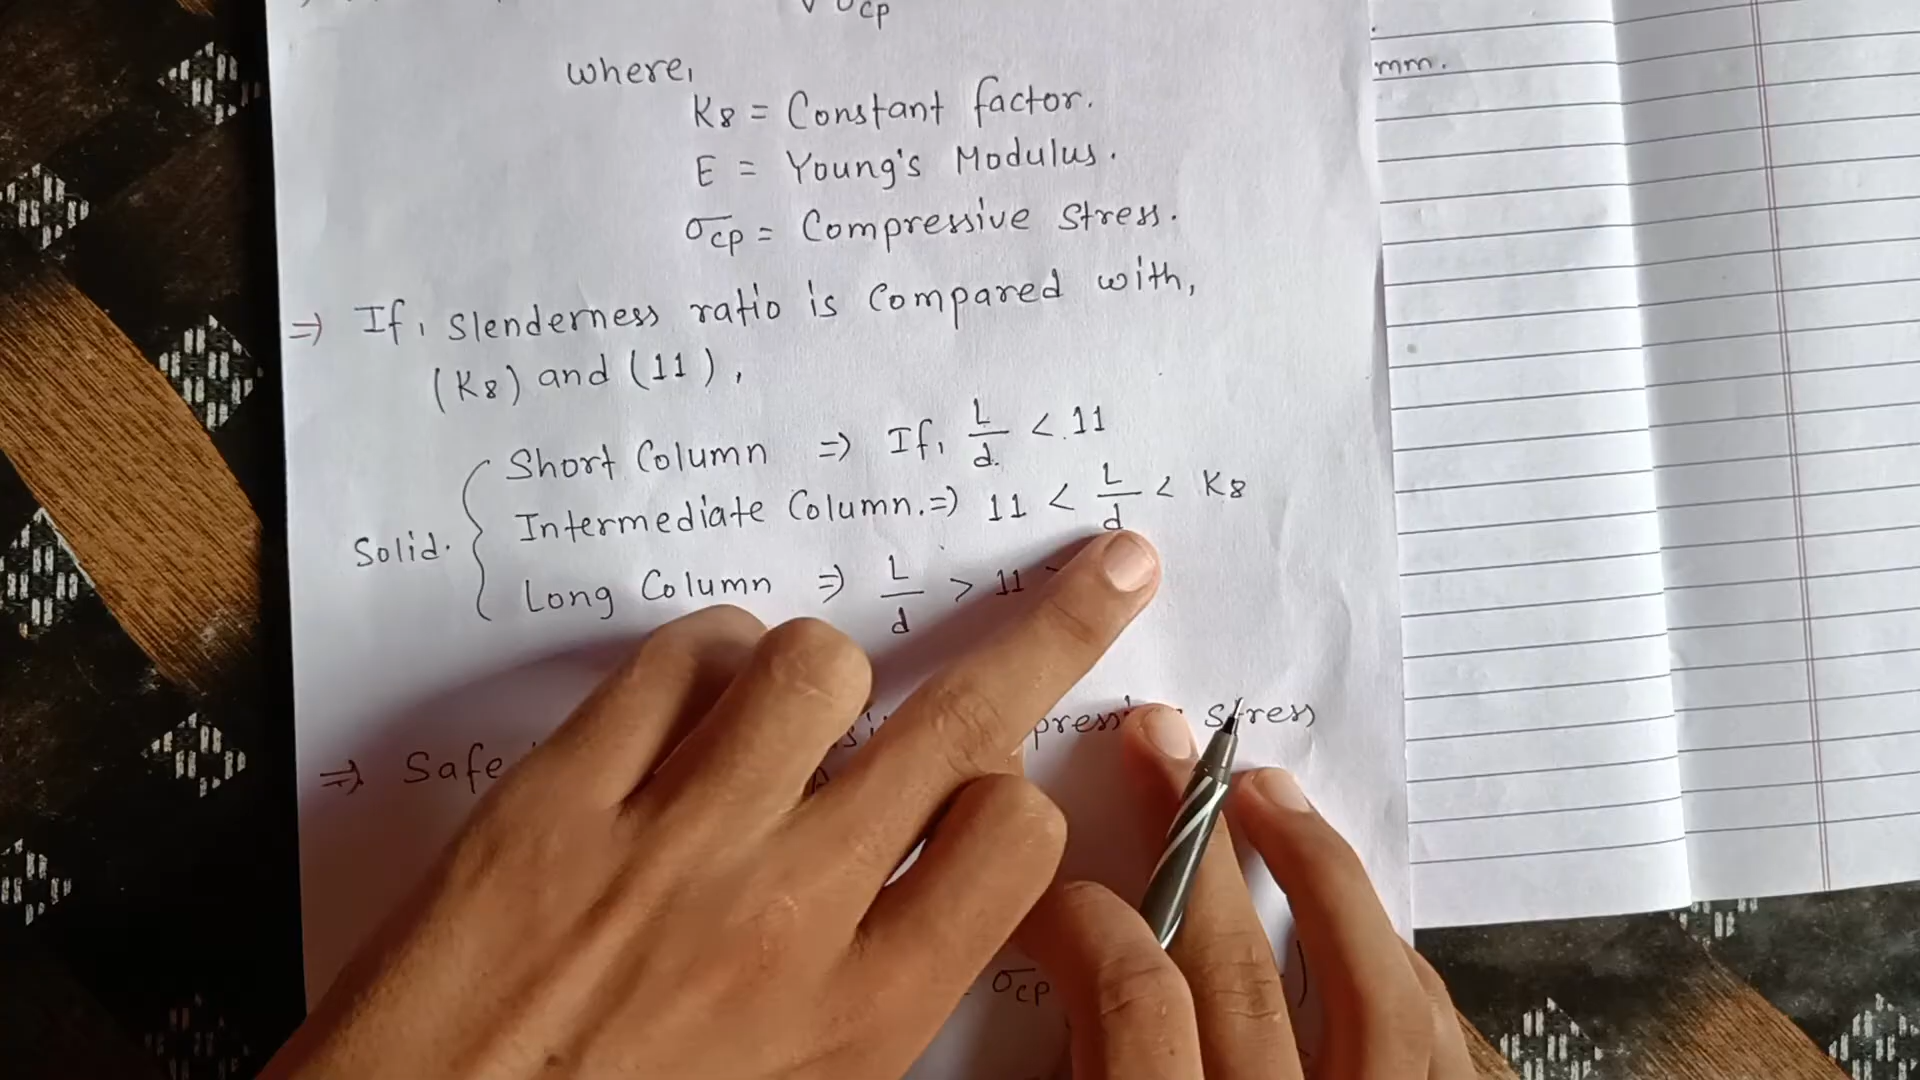 σcp
where,
K8 = Constant factor.
E = Young's Modulus.
σcp = Compressive stress.
=) If, Slenderness ratio is Compared with,
(K8) and (11),
Short Column =) If, L/d < 11
Solid. Intermediate Column. =) 11 < L/d < K8
Long Column =) L/d > 11
=) Safe stress
σcp )
mm.